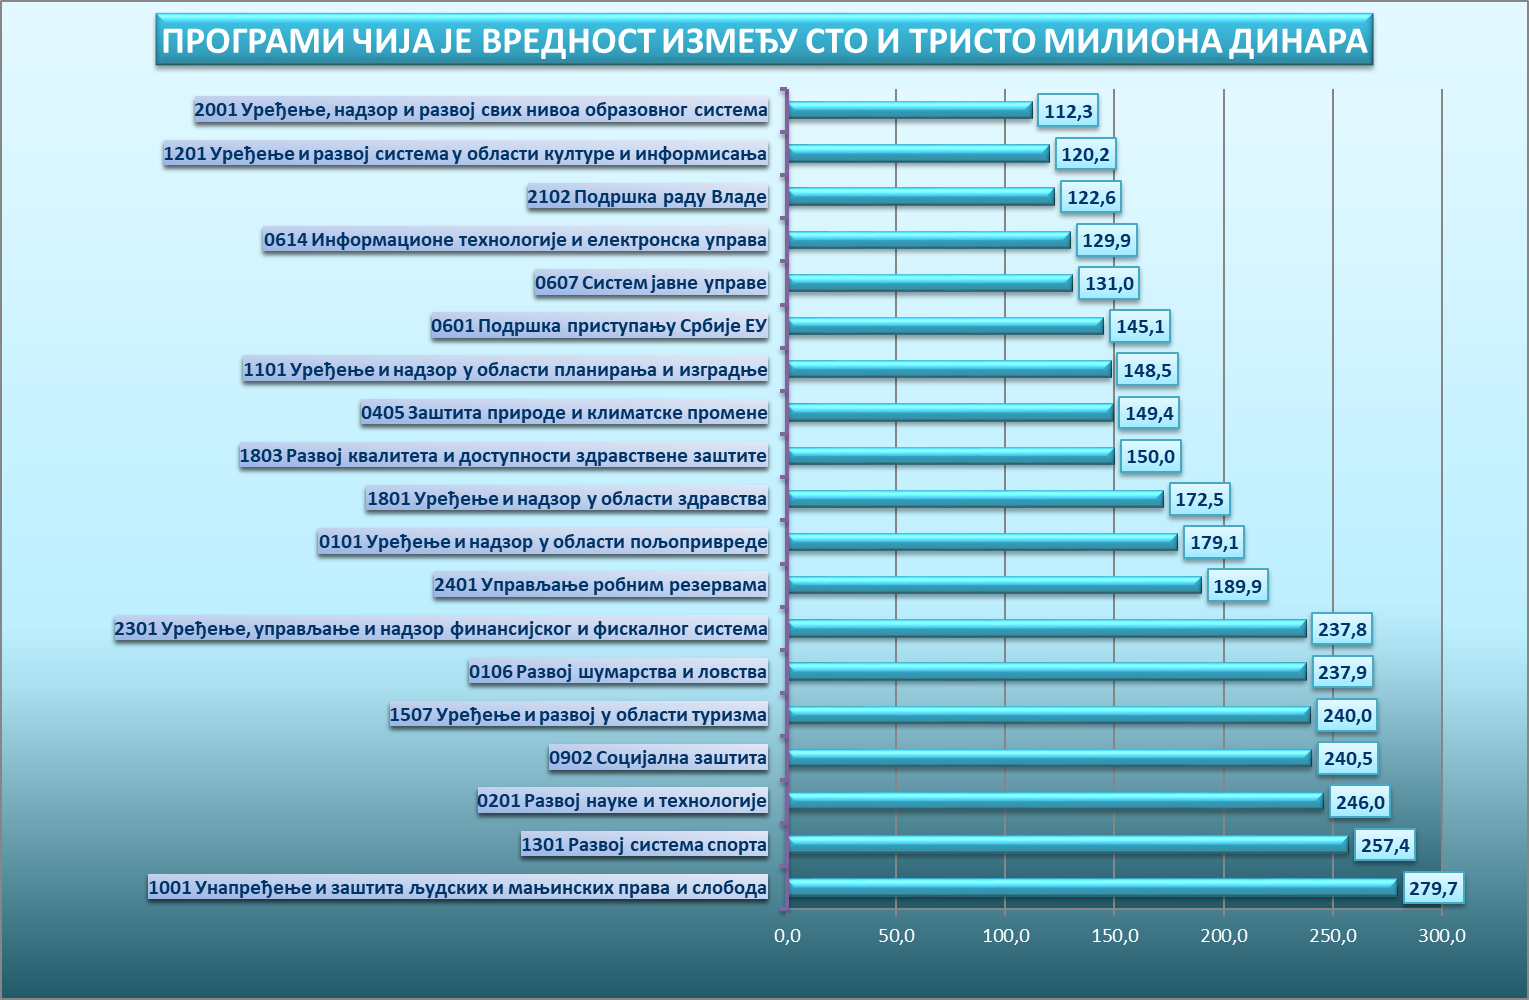 ПРОГРАМИ ЧИЈА ЈЕ ВРЕДНОСТ ИЗМЕЂУ СТО И ТРИСТО МИЛИОНА ДИНАРА
2001 Уређење, надзор и развој свих нивоа образовног система 112,3
1201 Уређење и развој система у области културе и информисања 120,2
2102 Подршка раду Владе 122,6
0614 Информационе технологије и електронска управа 129,9
0607 Систем јавне управе 131,0
0601 Подршка приступању Србије ЕУ 145,1
1101 Уређење и надзор у области планирања и изградње 148,5
0405 Заштита природе и климатске промене 149,4
1803 Развој квалитета и доступности здравствене заштите 150,0
1801 Уређење и надзор у области здравства 172,5
0101 Уређење и надзор у области пољопривреде 179,1
2401 Управљање робним резервама 189,9
2301 Уређење, управљање и надзор финансијског и фискалног система 237,8
0106 Развој шумарства и ловства 237,9
1507 Уређење и развој у области туризма 240,0
0902 Социјална заштита 240,5
0201 Развој науке и технологије 246,0
1301 Развој система спорта 257,4
1001 Унапређење и заштита људских и мањинских права и слобода 279,7
0,0 50,0 100,0 150,0 200,0 250,0 300,0